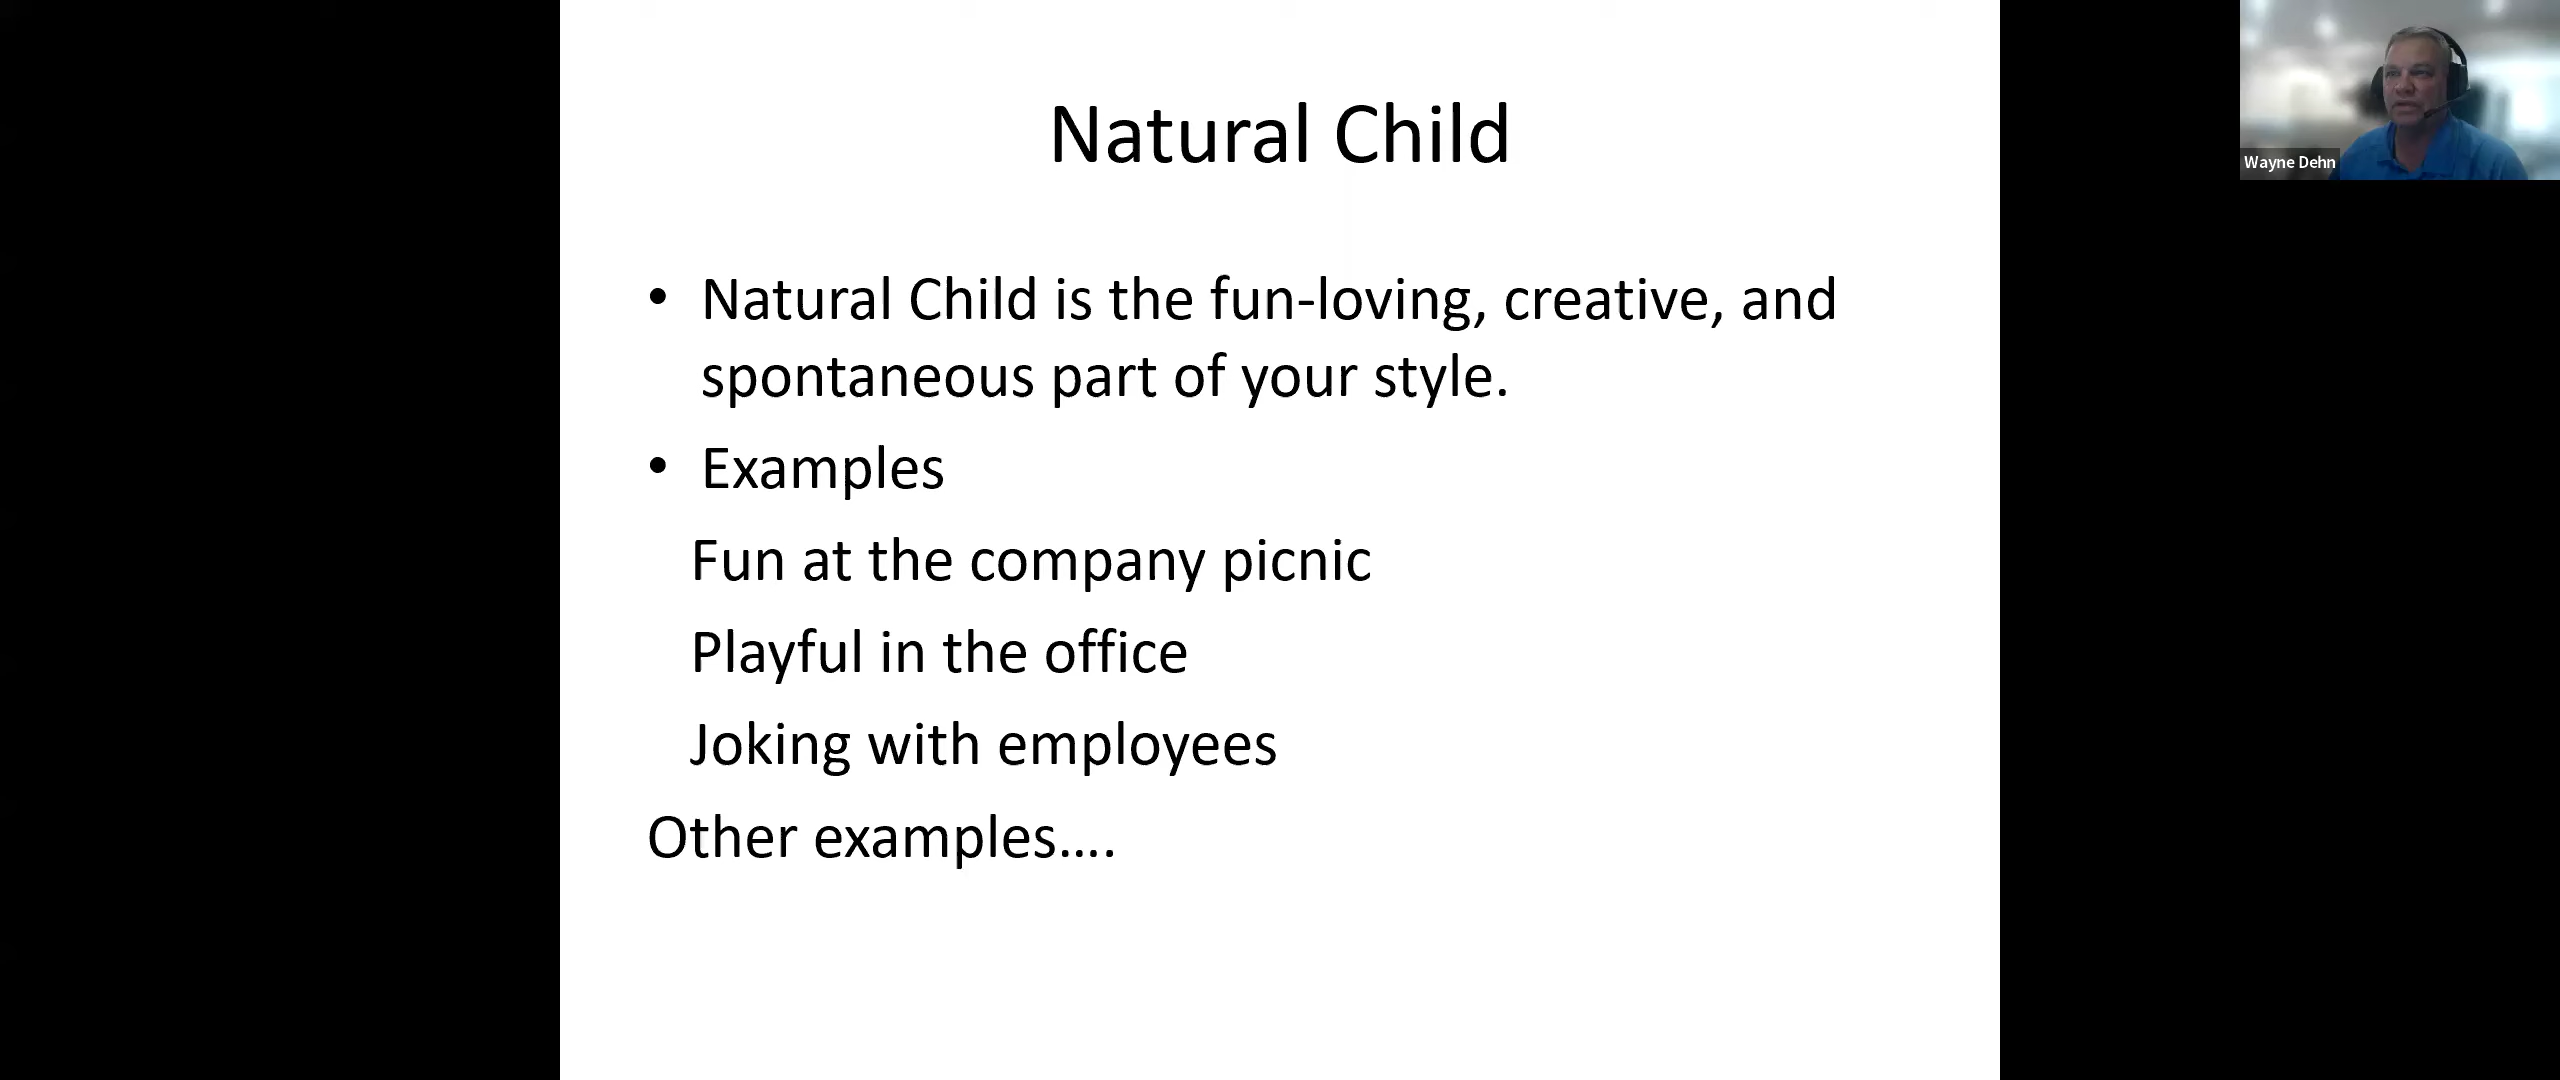 Natural Child
• Natural Child is the fun-loving, creative, and
spontaneous part of your style.
• Examples
Fun at the company picnic
Playful in the office
Joking with employees
Other examples....
Wayne Dehn